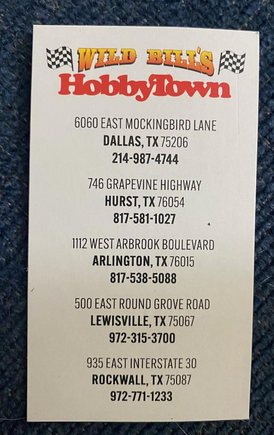 WILD BILL'S
HobbyTown
6060 EAST MOCKINGBIRD LANE
DALLAS, TX 75206
214-987-4744
746 GRAPEVINE HIGHWAY
HURST, TX 76054
817-581-1027
1112 WEST ARBROOK BOULEVARD
ARLINGTON, TX 76015
817-538-5088
500 EAST ROUND GROVE ROAD
LEWISVILLE, TX 75067
972-315-3700
935 EAST INTERSTATE 30
ROCKWALL, TX 75087
972-771-1233